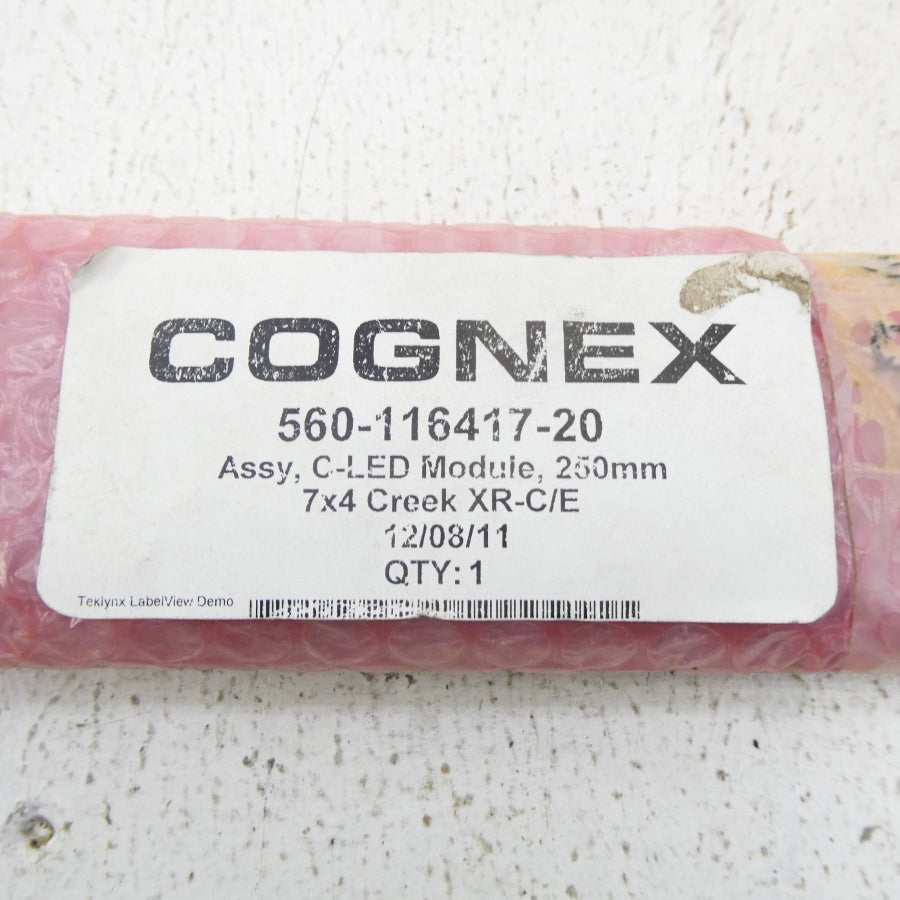 COGNEX
560-116417-20
Assy, C-LED Module, 250mm
7x4 Creek XR-C/E
12/08/11
QTY: 1
Teklynx LabelView Demo